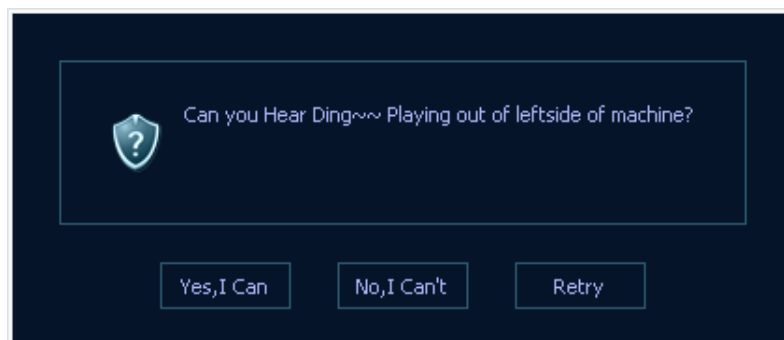 Can you Hear Ding~~ Playing out of leftside of machine?
?
Yes,I Can
No,I Can't
Retry